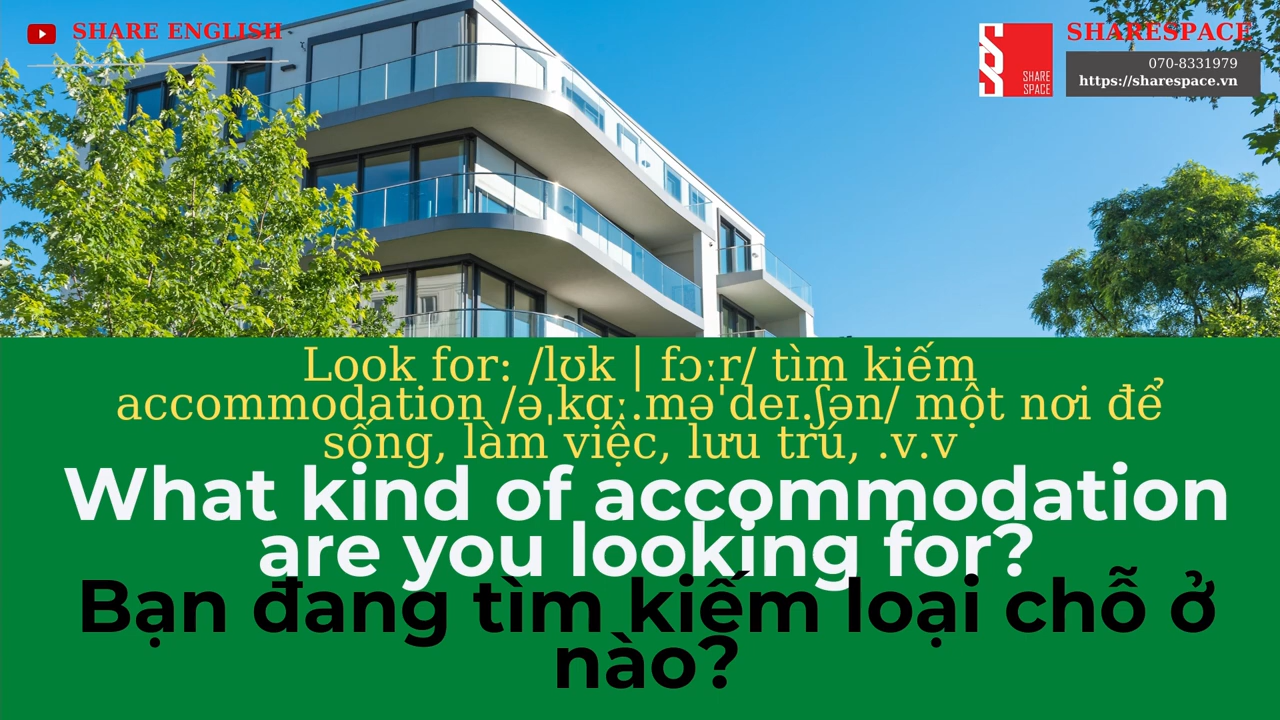 SHARE ENGLISH
SHARE
SPACE
SHARESPACE
070-8331979
https://sharespace.vn
Look for: /lʊk | fɔːr/ tìm kiếm
accommodation /əˌkɑː.məˈdeɪ.ʃən/ một nơi để
sống, làm việc, lưu trú, .v.v
What kind of accommodation
are you looking for?
Bạn đang tìm kiếm loại chỗ ở
nào?